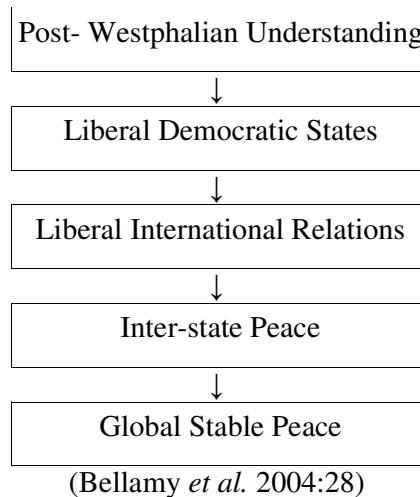 Post- Westphalian Understanding
↓
Liberal Democratic States
↓
Liberal International Relations
↓
Inter-state Peace
↓
Global Stable Peace
(Bellamy et al. 2004:28)